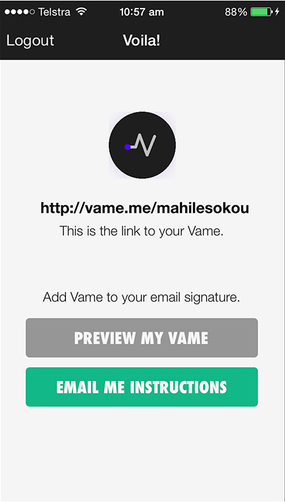 Telstra 10:57 am 88%
Logout Voila!
http://vame.me/mahilesokou
This is the link to your Vame.
Add Vame to your email signature.
PREVIEW MY VAME
EMAIL ME INSTRUCTIONS